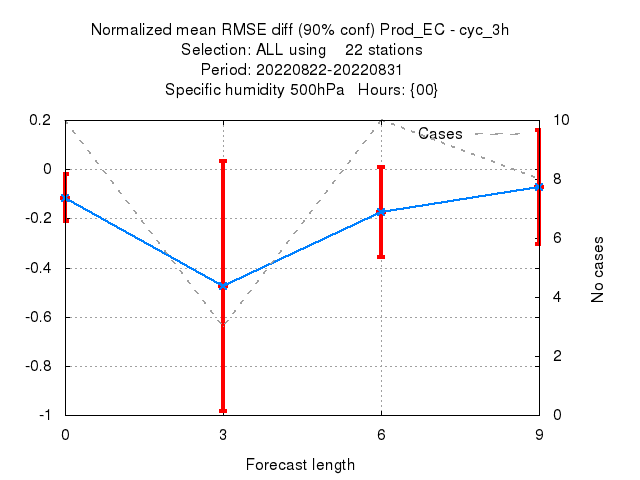 Normalized mean RMSE diff (90% conf) Prod_EC - cyc_3h
Selection: ALL using 22 stations
Period: 20220822-20220831
Specific humidity 500hPa Hours: {00}
0.2
0
-0.2
-0.4
-0.6
-0.8
-1
Cases
10
8
6
4
2
0
No cases
0 3 6 9
Forecast length